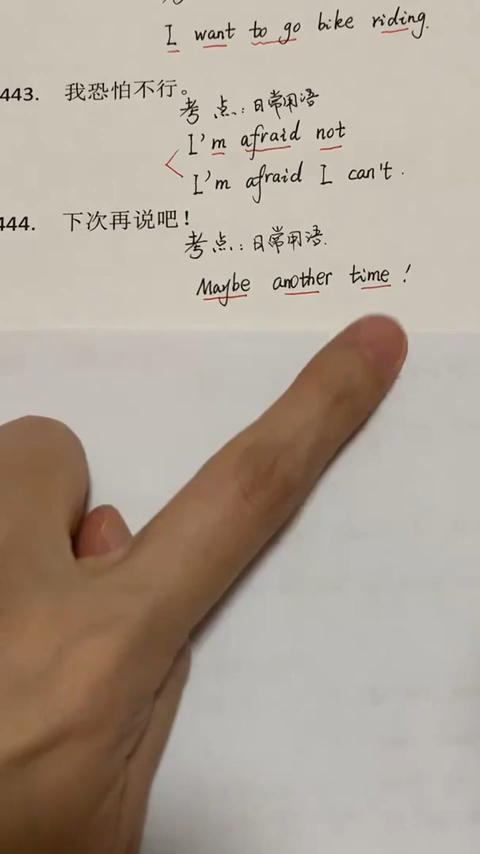 I want to go bike riding.
443. 我恐怕不行。
考点：日常用语
I'm afraid not
I'm afraid I can't.
444. 下次再说吧！
考点：日常用语.
Maybe another time！